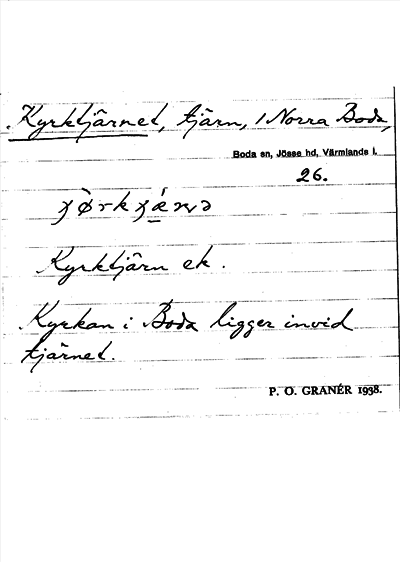 Kyrktjärnet, tjärn, i Norra Boda,
Boda sn, Jösse hd, Värmlands l.
26.
Kyrktjärn ek.
Kyrkan i Boda ligger invid
tjärnet.
P. O. GRANÉR 1938.